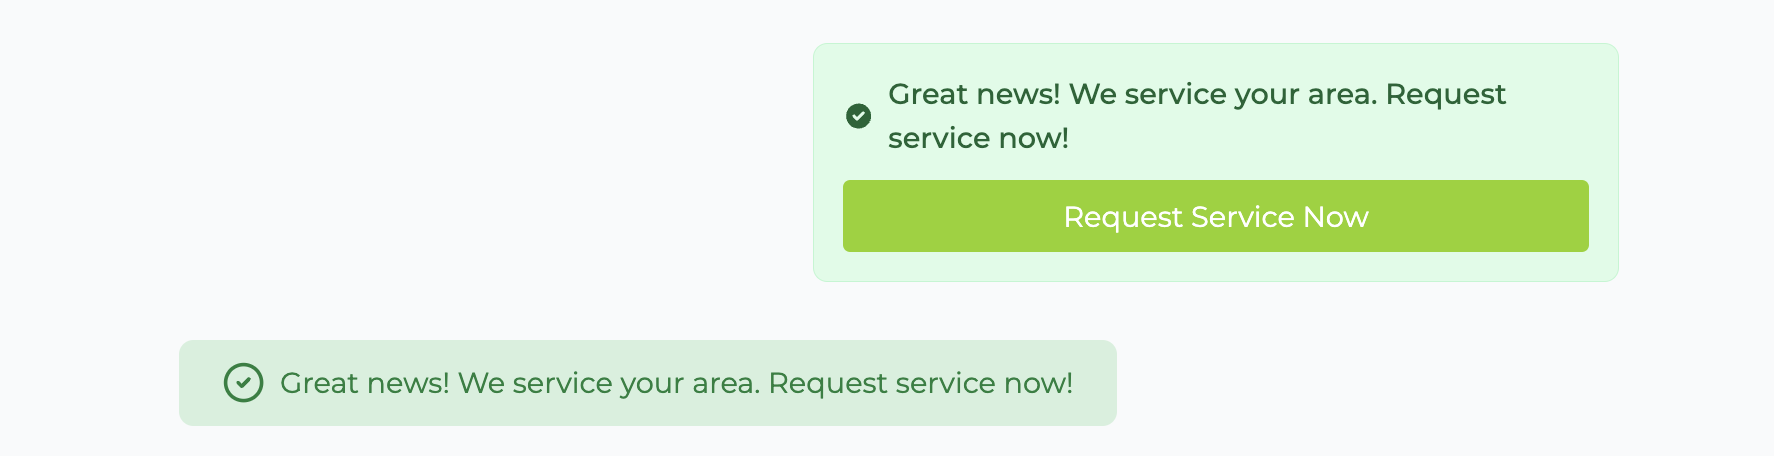 Great news! We service your area. Request
service now!
Request Service Now
Great news! We service your area. Request service now!